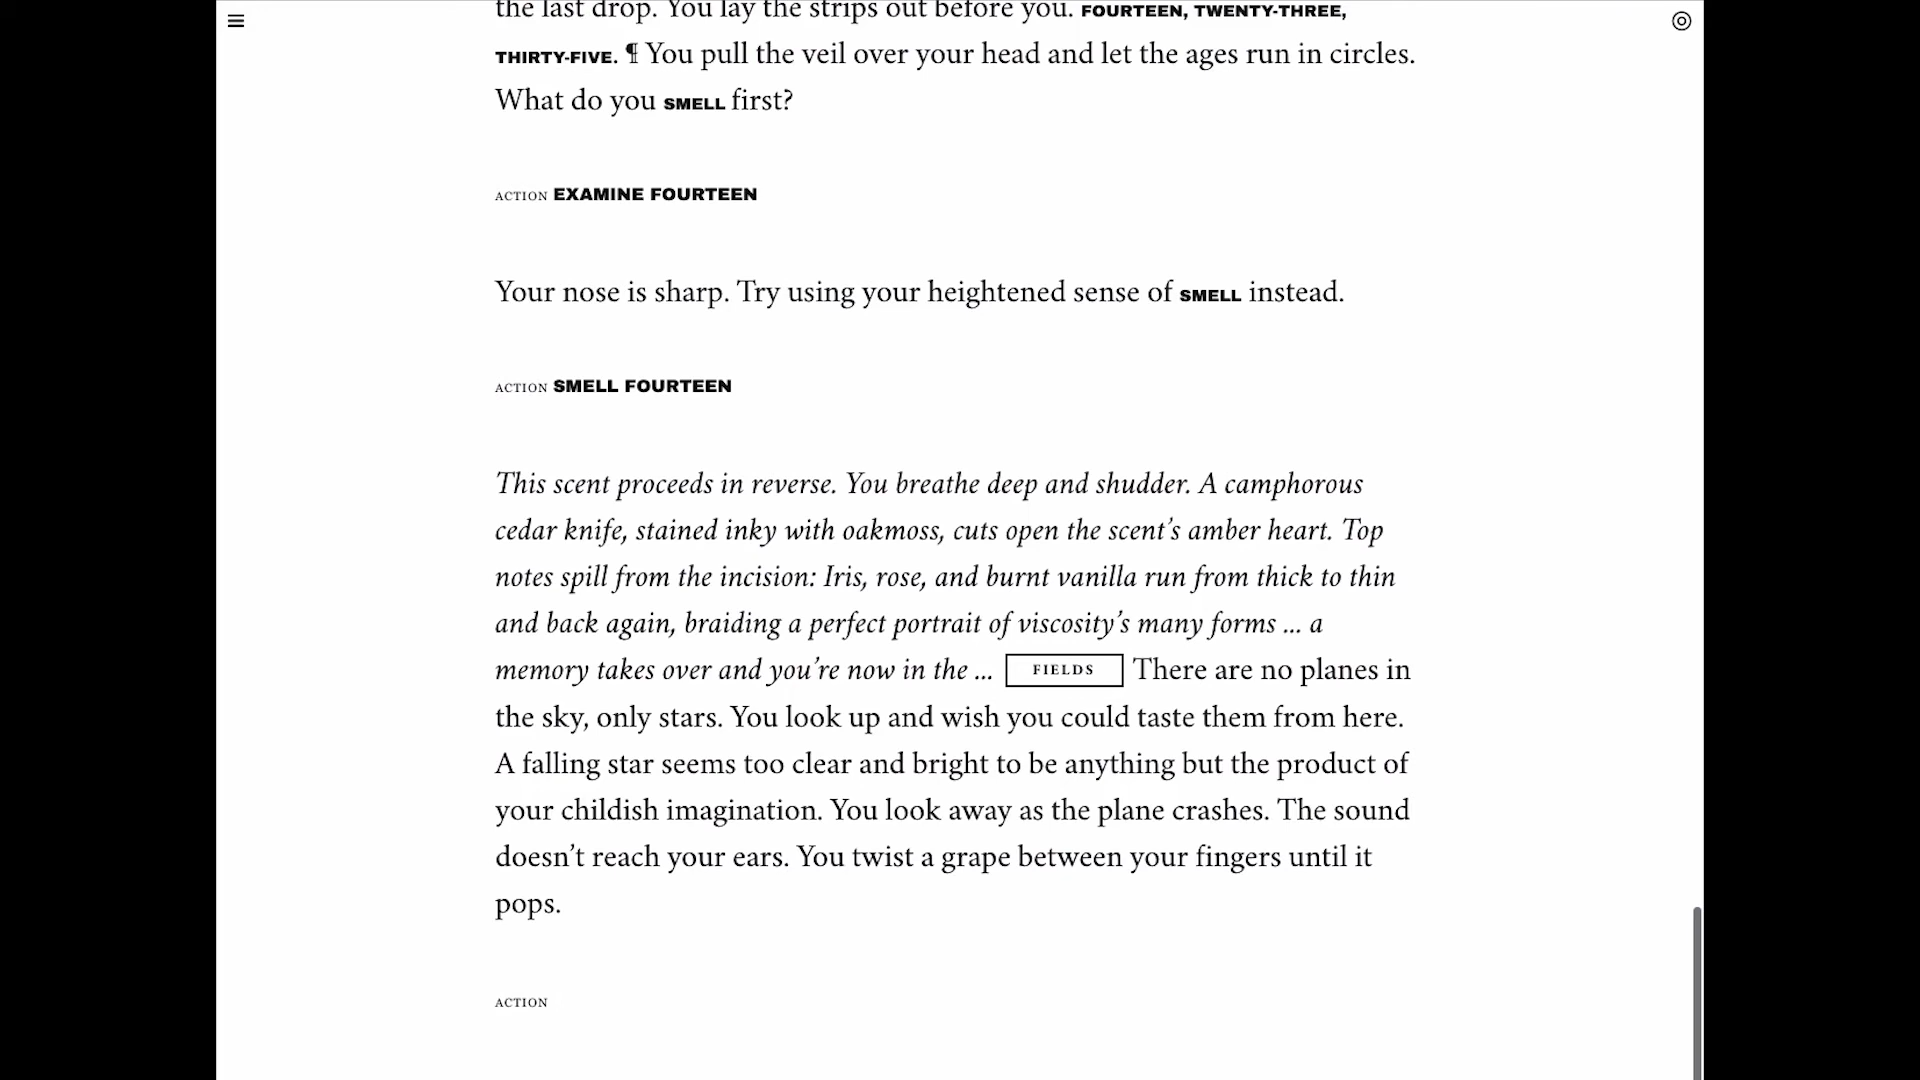 the last drop. You lay the strips out before you. FOURTEEN, TWENTY-THREE,
THIRTY-FIVE. ¶ You pull the veil over your head and let the ages run in circles.
What do you SMELL first?
ACTION EXAMINE FOURTEEN
Your nose is sharp. Try using your heightened sense of SMELL instead.
ACTION SMELL FOURTEEN
This scent proceeds in reverse. You breathe deep and shudder. A camphorous
cedar knife, stained inky with oakmoss, cuts open the scent’s amber heart. Top
notes spill from the incision: Iris, rose, and burnt vanilla run from thick to thin
and back again, braiding a perfect portrait of viscosity’s many forms ... a
memory takes over and you’re now in the ... FIELDS There are no planes in
the sky, only stars. You look up and wish you could taste them from here.
A falling star seems too clear and bright to be anything but the product of
your childish imagination. You look away as the plane crashes. The sound
doesn’t reach your ears. You twist a grape between your fingers until it
pops.
ACTION